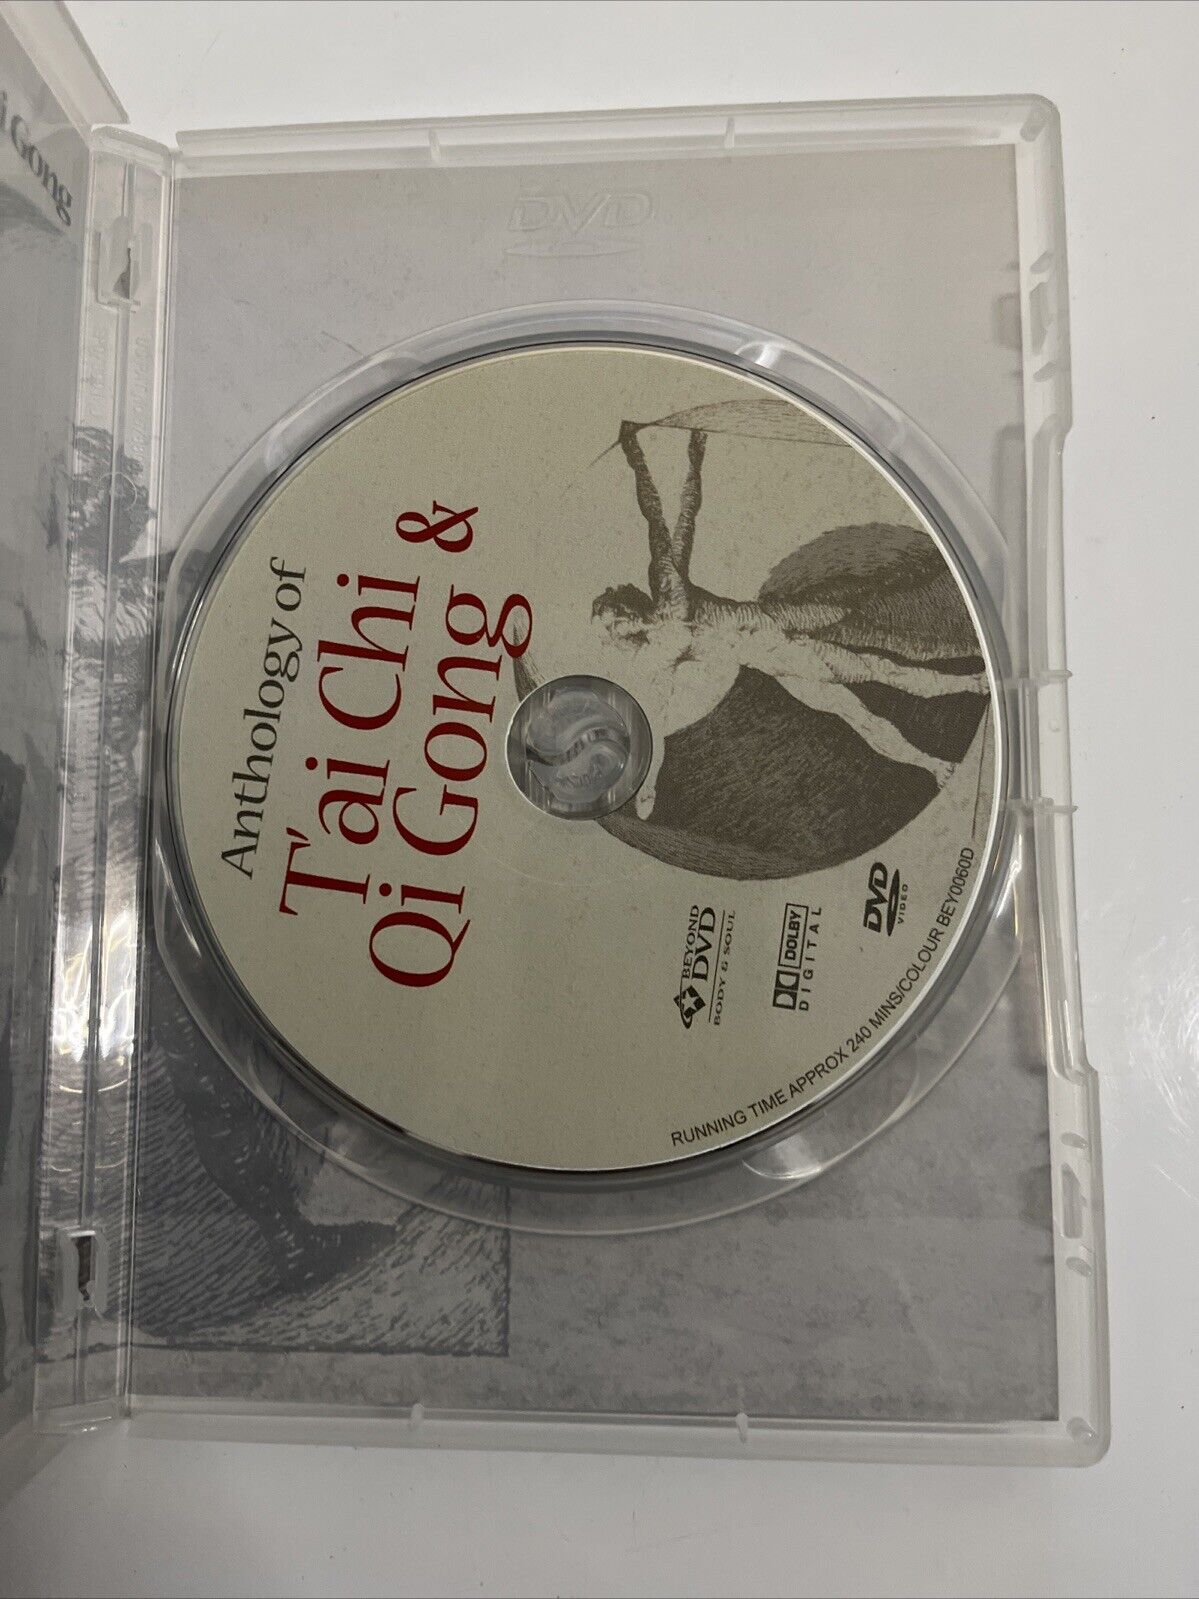 i Gong
DVD
Anthology of
T'ai Chi &
Qi Gong
BEYOND
DVD
BODY & SOUL
DOLBY
DIGITAL
DVD
VIDEO
RUNNING TIME APPROX 240 MINS/COLOUR BEY0060D
PUSH